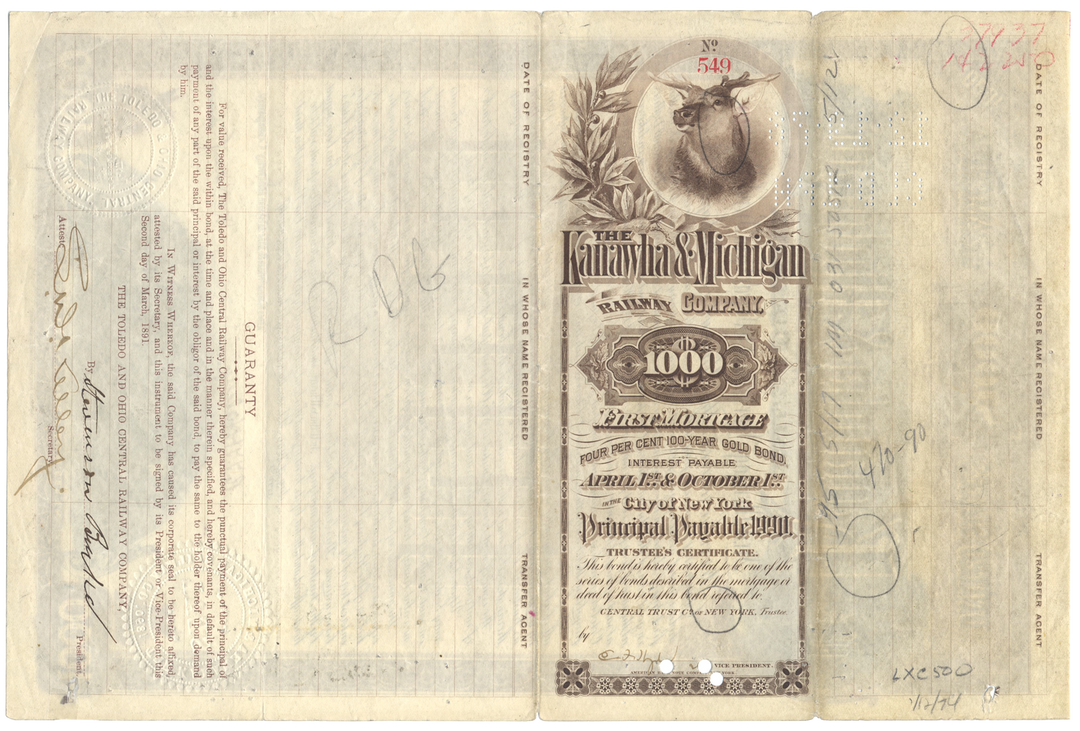 GUARANTY
For value received, The Toledo and Ohio Central Railway Company, hereby guarantees the punctual payment of the principal of
and the interest upon the within bond, at the time and place and in the manner therein specified, and hereby covenants, in default of such
payment of any part of the said principal or interest by the obligor of the said bond, to pay the same to the holder thereof upon demand
by him.
In Witness Whereof, the said Company has caused its corporate seal to be hereto affixed,
attested by its Secretary, and this instrument to be signed by its President or Vice-President this
Second day of March, 1891.
THE TOLEDO AND OHIO CENTRAL RAILWAY COMPANY,
By
President.
Attest
Secretary.
THE TOLEDO & OHIO CENTRAL RAILWAY COMPANY
DATE OF REGISTRY
IN WHOSE NAME REGISTERED
TRANSFER AGENT
No
549
THE
Kanawha & Michigan
RAILWAY COMPANY,
$1000
FIRST MORTGAGE
FOUR PER CENT 100-YEAR GOLD BOND,
INTEREST PAYABLE
APRIL 1ST & OCTOBER 1ST
IN THE City of New York
Principal Payable 1990.
TRUSTEE'S CERTIFICATE.
This bond is hereby certified to be one of the
series of bonds described in the mortgage or
deed of trust in this bond referred to.
CENTRAL TRUST CO. OF NEW YORK, Trustee.
by
VICE PRESIDENT.
DATE OF REGISTRY
IN WHOSE NAME REGISTERED
TRANSFER AGENT
37437
470-90
LXC500
1/12/74